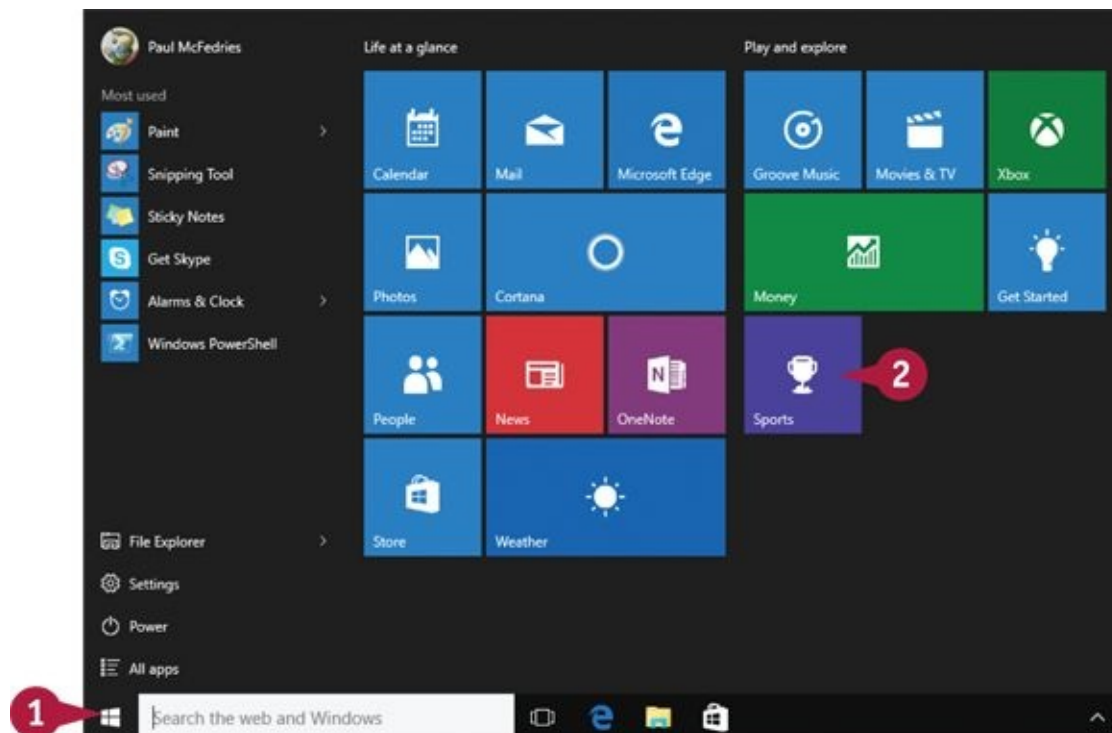 Paul McFedries
Most used
Paint
Snipping Tool
Sticky Notes
Get Skype
Alarms & Clock
Windows PowerShell
File Explorer
Settings
Power
All apps
Life at a glance
Calendar
Mail
Microsoft Edge
Photos
Cortana
People
News
N
OneNote
Store
Weather
Play and explore
Groove Music
Movies & TV
Xbox
Money
Get Started
Sports
2
1
Search the web and Windows